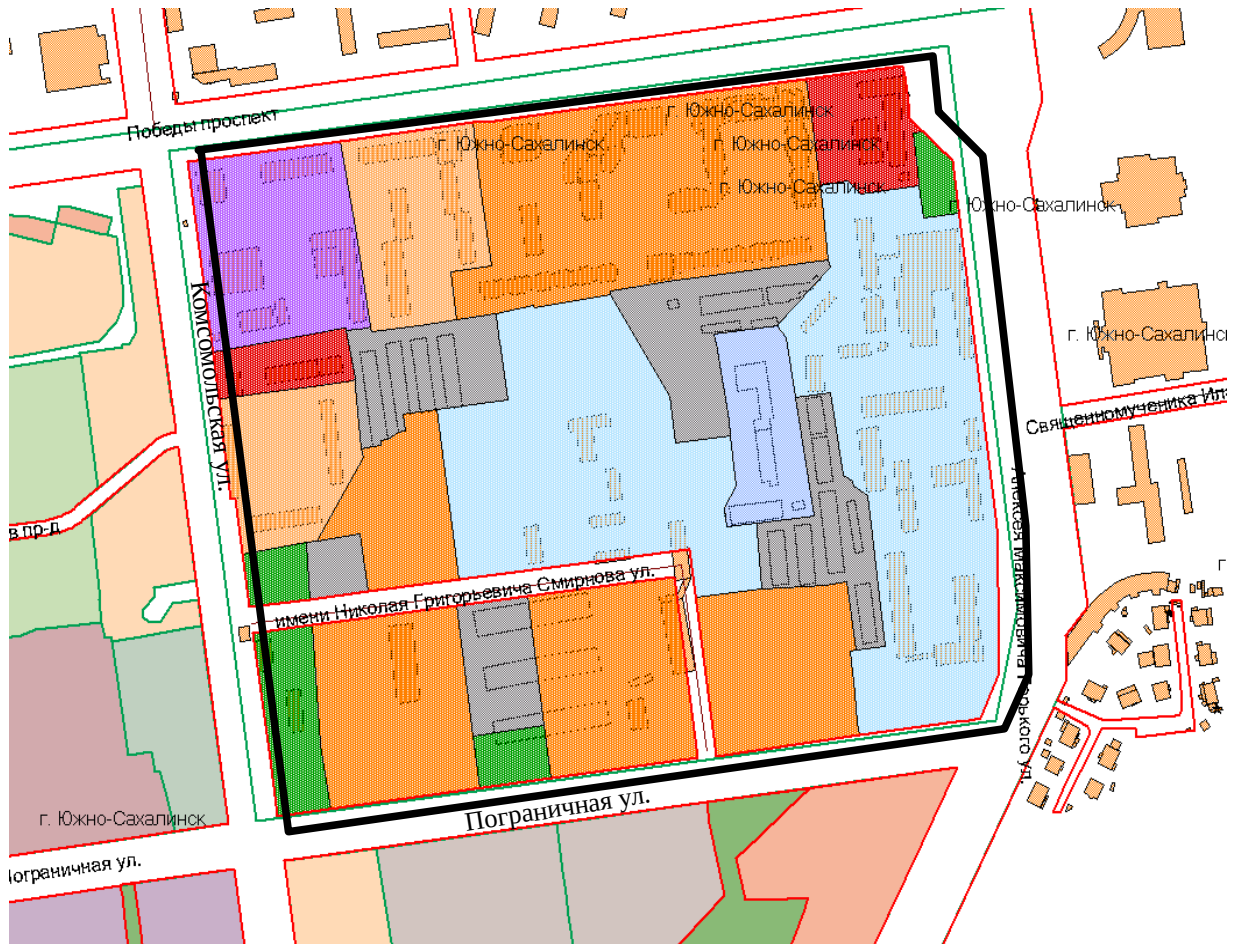 Победы проспект
г. Южно-Сахалинск
г. Южно-Сахалинск
г. Южно-Сахалинск
г. Южно-Сахалинск
г. Южно-Сахалинск
Комсомольская ул.
г. Южно-Сахалинск
Священномученика Ила
в пр-д
Алексея Максимовича Горького ул.
г
имени Николая Григорьевича Смирнова ул.
г. Южно-Сахалинск
Пограничная ул.
Пограничная ул.